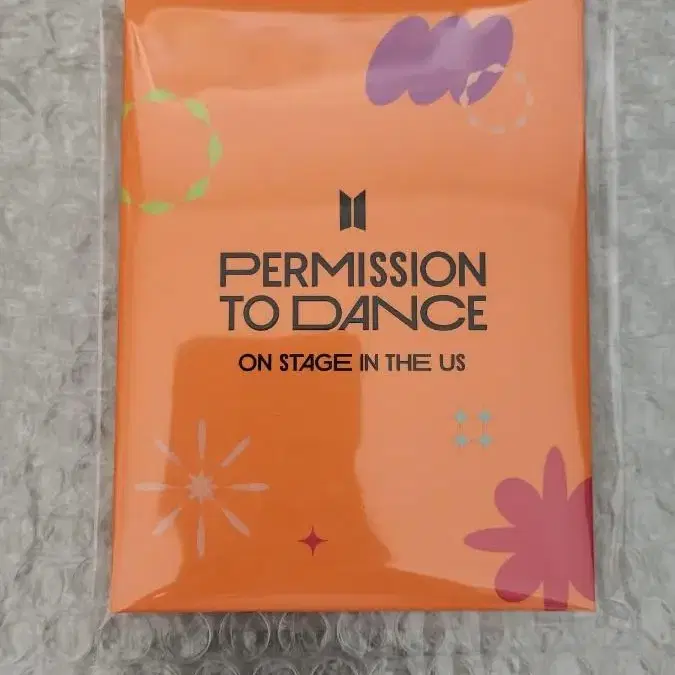 PERMISSION
TO DANCE
ON STAGE IN THE US